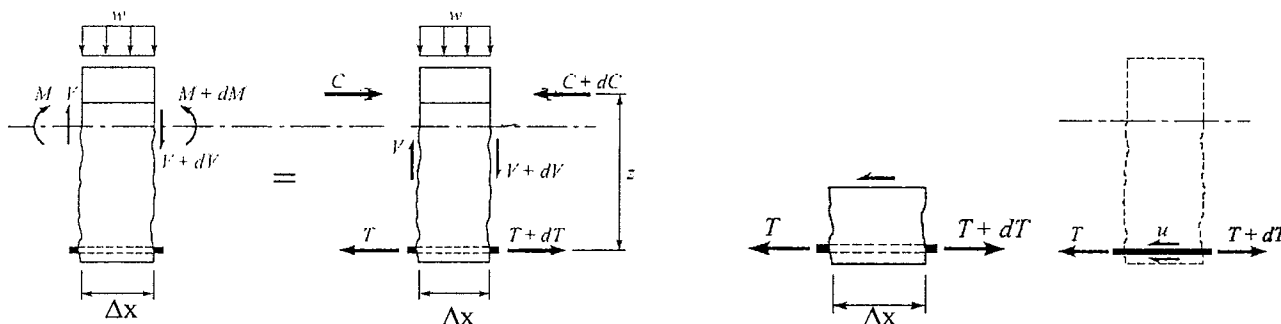 w
M V M + dM
V + dV
Δx
=
w
C C + dC
V V + dV
z
T T + dT
Δx
T T + dT
Δx
u
T T + dT